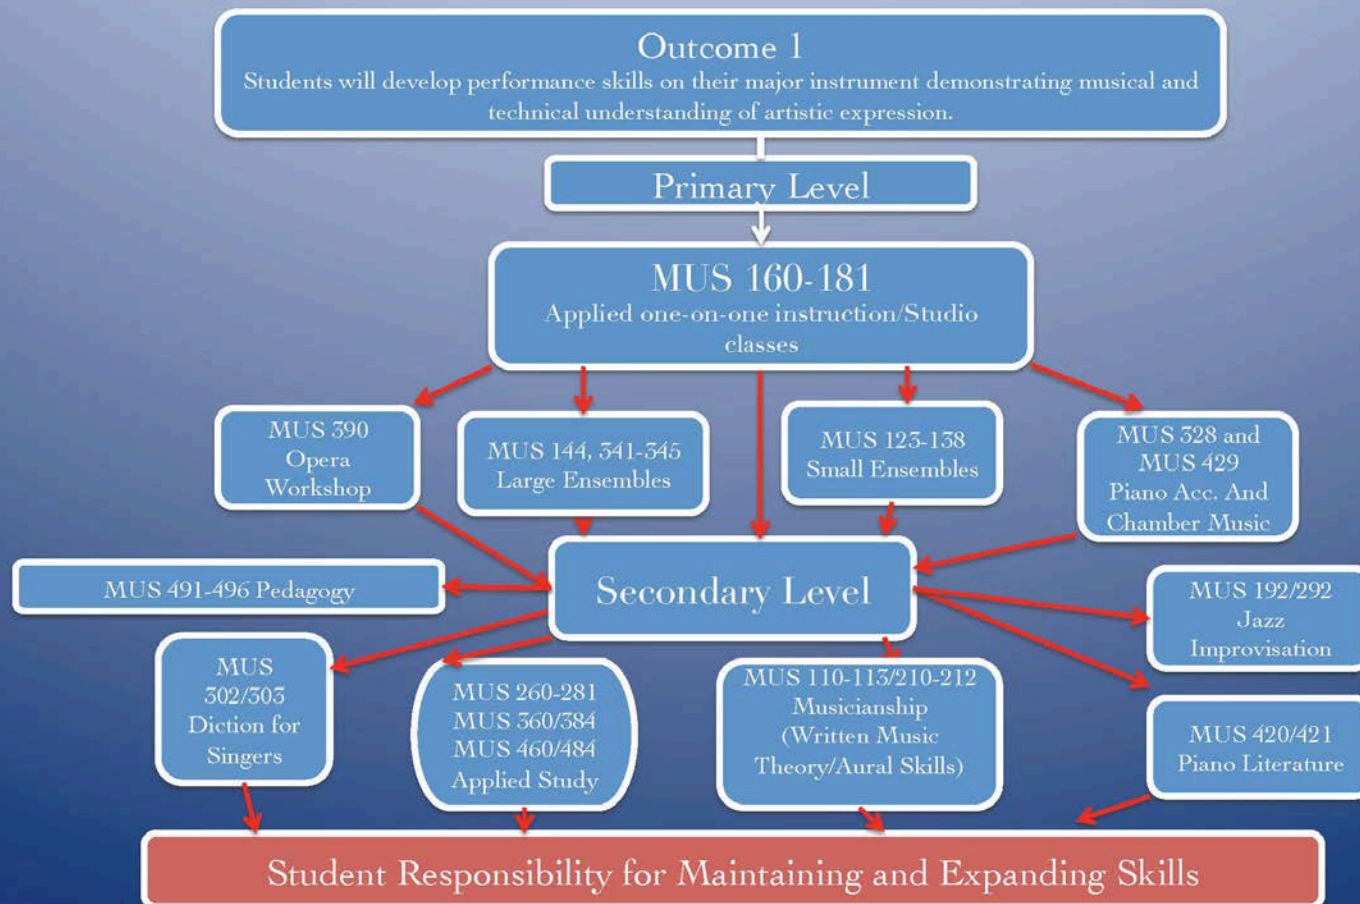 Outcome 1
Students will develop performance skills on their major instrument demonstrating musical and
technical understanding of artistic expression.
Primary Level
MUS 160-181
Applied one-on-one instruction/Studio
classes
MUS 390
Opera
Workshop
MUS 144, 341-345
Large Ensembles
MUS 123-138
Small Ensembles
MUS 328 and
MUS 429
Piano Acc. And
Chamber Music
Secondary Level
MUS 491-496 Pedagogy
MUS 192/292
Jazz
Improvisation
MUS
302/303
Diction for
Singers
MUS 260-281
MUS 360/384
MUS 460/484
Applied Study
MUS 110-113/210-212
Musicianship
(Written Music
Theory/Aural Skills)
MUS 420/421
Piano Literature
Student Responsibility for Maintaining and Expanding Skills